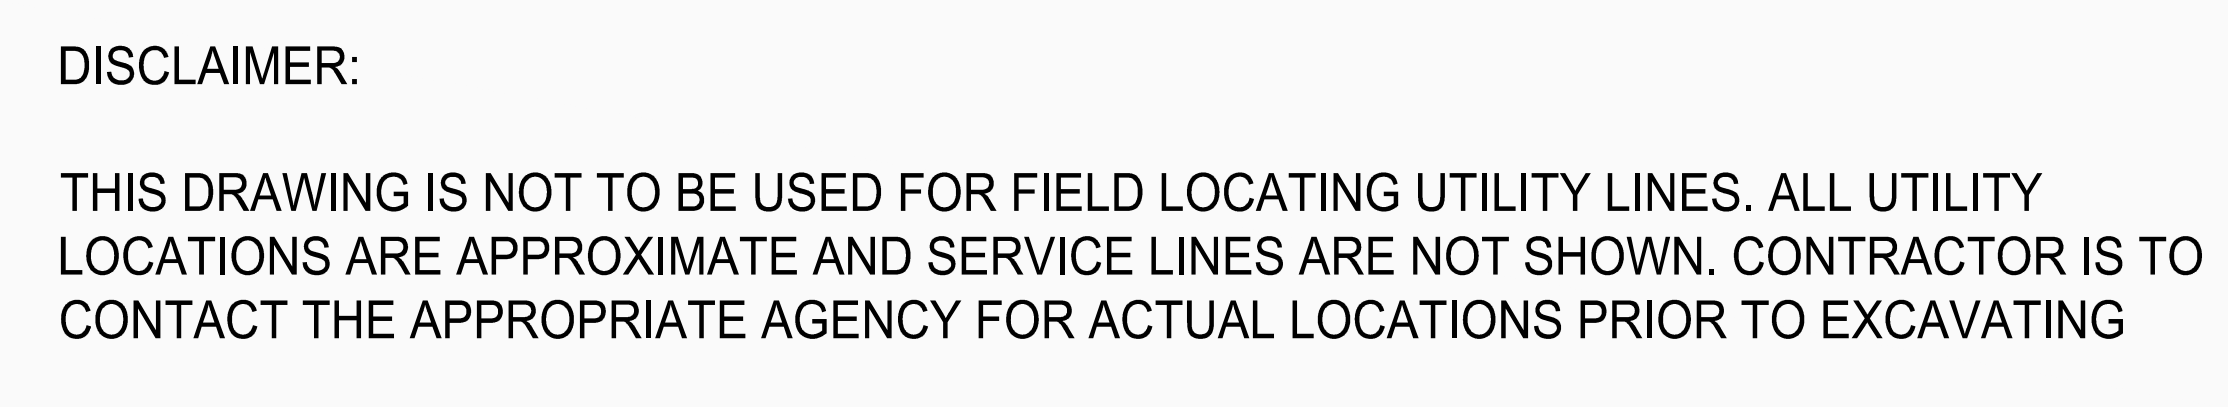 DISCLAIMER:
THIS DRAWING IS NOT TO BE USED FOR FIELD LOCATING UTILITY LINES. ALL UTILITY
LOCATIONS ARE APPROXIMATE AND SERVICE LINES ARE NOT SHOWN. CONTRACTOR IS TO
CONTACT THE APPROPRIATE AGENCY FOR ACTUAL LOCATIONS PRIOR TO EXCAVATING